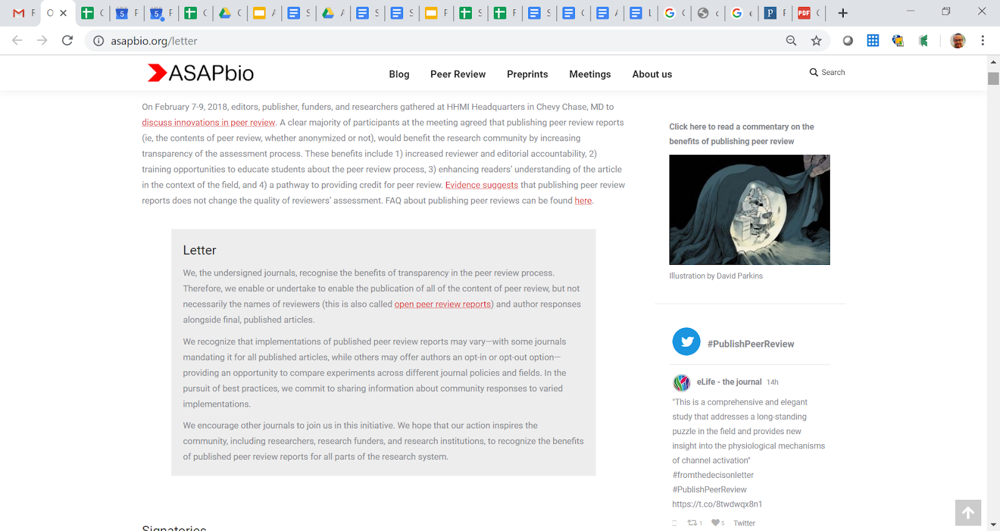 asapbio.org/letter
ASAPbio
Blog Peer Review Preprints Meetings About us Search
On February 7-9, 2018, editors, publisher, funders, and researchers gathered at HHMI Headquarters in Chevy Chase, MD to
discuss innovations in peer review. A clear majority of participants at the meeting agreed that publishing peer review reports
(ie, the contents of peer review, whether anonymized or not), would benefit the research community by increasing
transparency of the assessment process. These benefits include 1) increased reviewer and editorial accountability, 2)
training opportunities to educate students about the peer review process, 3) enhancing readers’ understanding of the article
in the context of the field, and 4) a pathway to providing credit for peer review. Evidence suggests that publishing peer review
reports does not change the quality of reviewers’ assessment. FAQ about publishing peer reviews can be found here.
Letter
We, the undersigned journals, recognise the benefits of transparency in the peer review process.
Therefore, we enable or undertake to enable the publication of all of the content of peer review, but not
necessarily the names of reviewers (this is also called open peer review reports) and author responses
alongside final, published articles.
We recognize that implementations of published peer review reports may vary—with some journals
mandating it for all published articles, while others may offer authors an opt-in or opt-out option—
providing an opportunity to compare experiments across different journal policies and fields. In the
pursuit of best practices, we commit to sharing information about community responses to varied
implementations.
We encourage other journals to join us in this initiative. We hope that our action inspires the
community, including researchers, research funders, and research institutions, to recognize the benefits
of published peer review reports for all parts of the research system.
Signatories
Click here to read a commentary on the
benefits of publishing peer review
Illustration by David Parkins
#PublishPeerReview
eLife - the journal 14h
"This is a comprehensive and elegant
study that addresses a long-standing
puzzle in the field and provides new
insight into the physiological mechanisms
of channel activation"
#fromthedecisonletter
#PublishPeerReview
https://t.co/8twdwqx8n1
1 5 Twitter